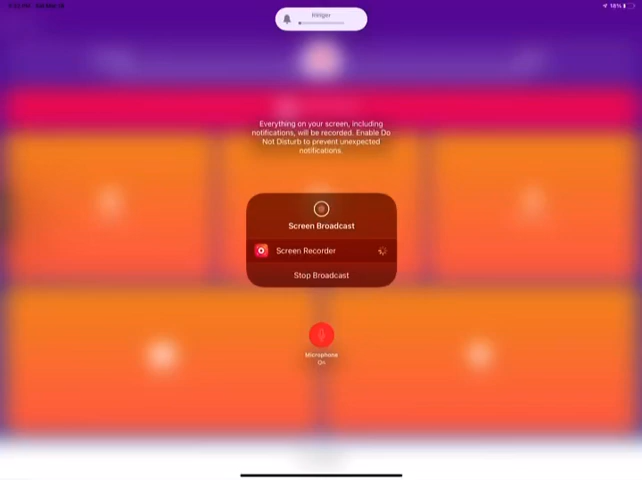 Ringer
18%
Everything on your screen, including
notifications, will be recorded. Enable Do
Not Disturb to prevent unexpected
notifications.
Screen Broadcast
Screen Recorder
Stop Broadcast
Microphone
On